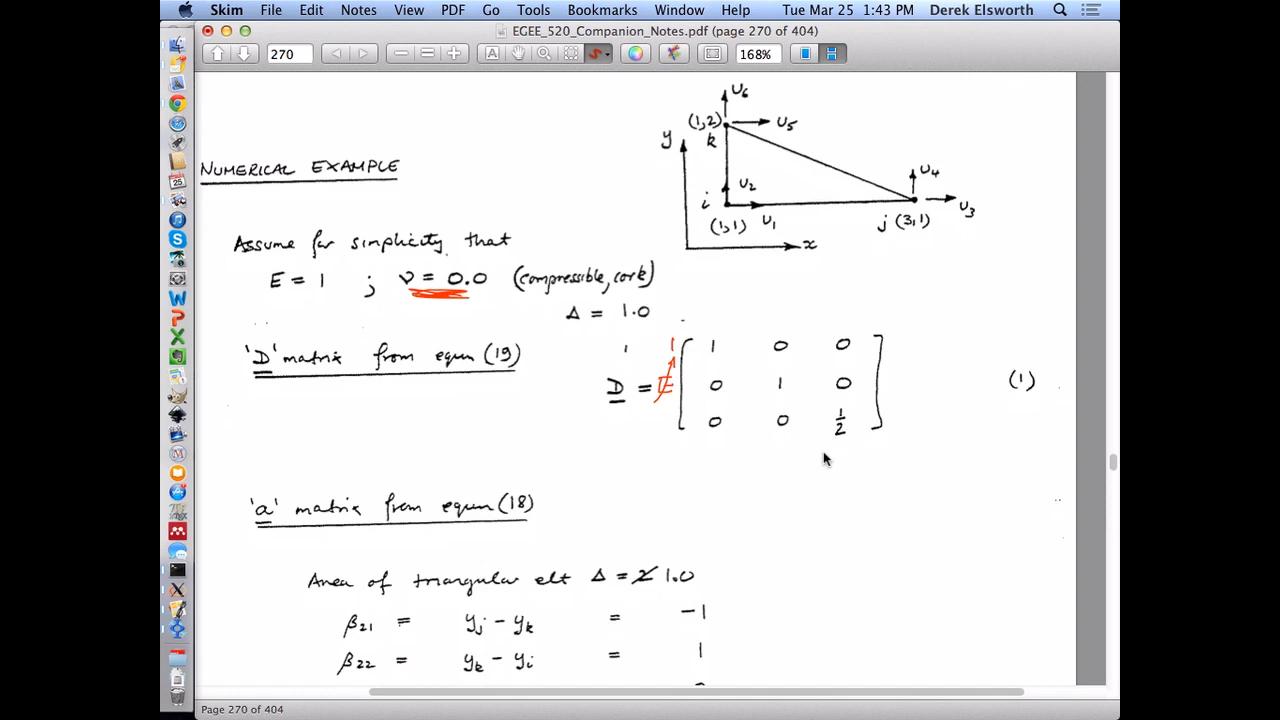 Skim File Edit Notes View PDF Go Tools Bookmarks Window Help Tue Mar 25 1:43 PM Derek Elsworth
EGEE_520_Companion_Notes.pdf (page 270 of 404)
270 168%
U6
(1,2) U5
y k
NUMERICAL EXAMPLE
U4
U2
i
U3
(1,1) U1 j (3,1)
x
Assume for simplicity that
E = 1 ; ν = 0.0 (compressible, cork)
Δ = 1.0
'D' matrix from equn (19)
1 1 0 0
D = E 0 1 0 (1)
0 0 1/2
'a' matrix from equn (18)
Area of triangular elt Δ = 2 1.0
β21 = yj - yk = -1
β22 = yk - yi = 1
Page 270 of 404